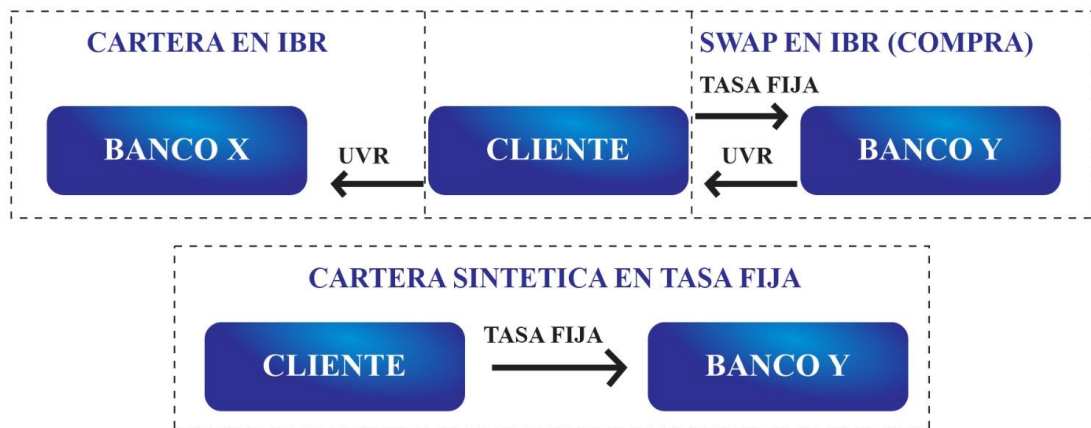 CARTERA EN IBR
SWAP EN IBR (COMPRA)
TASA FIJA
BANCO X
UVR
CLIENTE
UVR
BANCO Y
CARTERA SINTETICA EN TASA FIJA
CLIENTE
TASA FIJA
BANCO Y